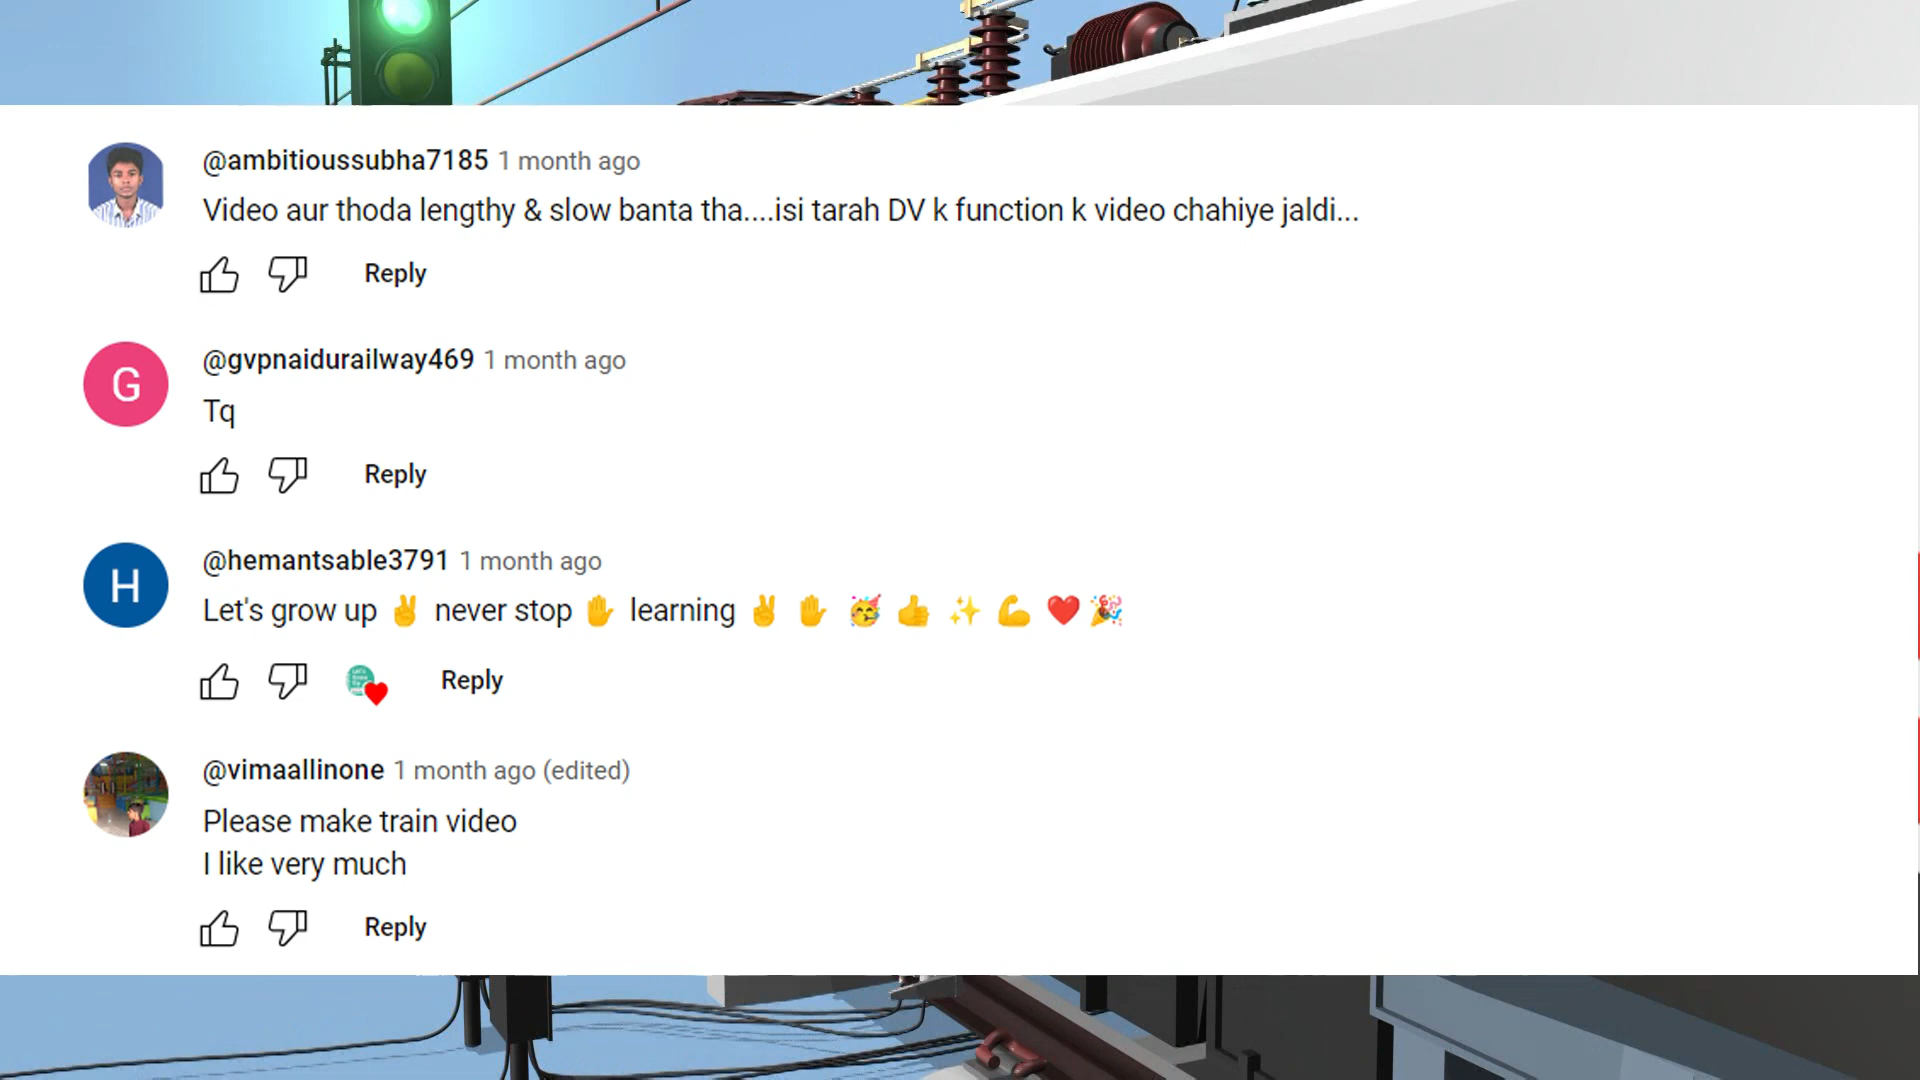 @ambitioussubha7185 1 month ago
Video aur thoda lengthy & slow banta tha....isi tarah DV k function k video chahiye jaldi...
Reply
G
@gvpnaidurailway469 1 month ago
Tq
Reply
H
@hemantsable3791 1 month ago
Let's grow up ✌️ never stop ✋ learning ✌️ ✋ 🥳 👍 ✨ 💪 ❤️ 🎉
Reply
@vimaallinone 1 month ago (edited)
Please make train video
I like very much
Reply